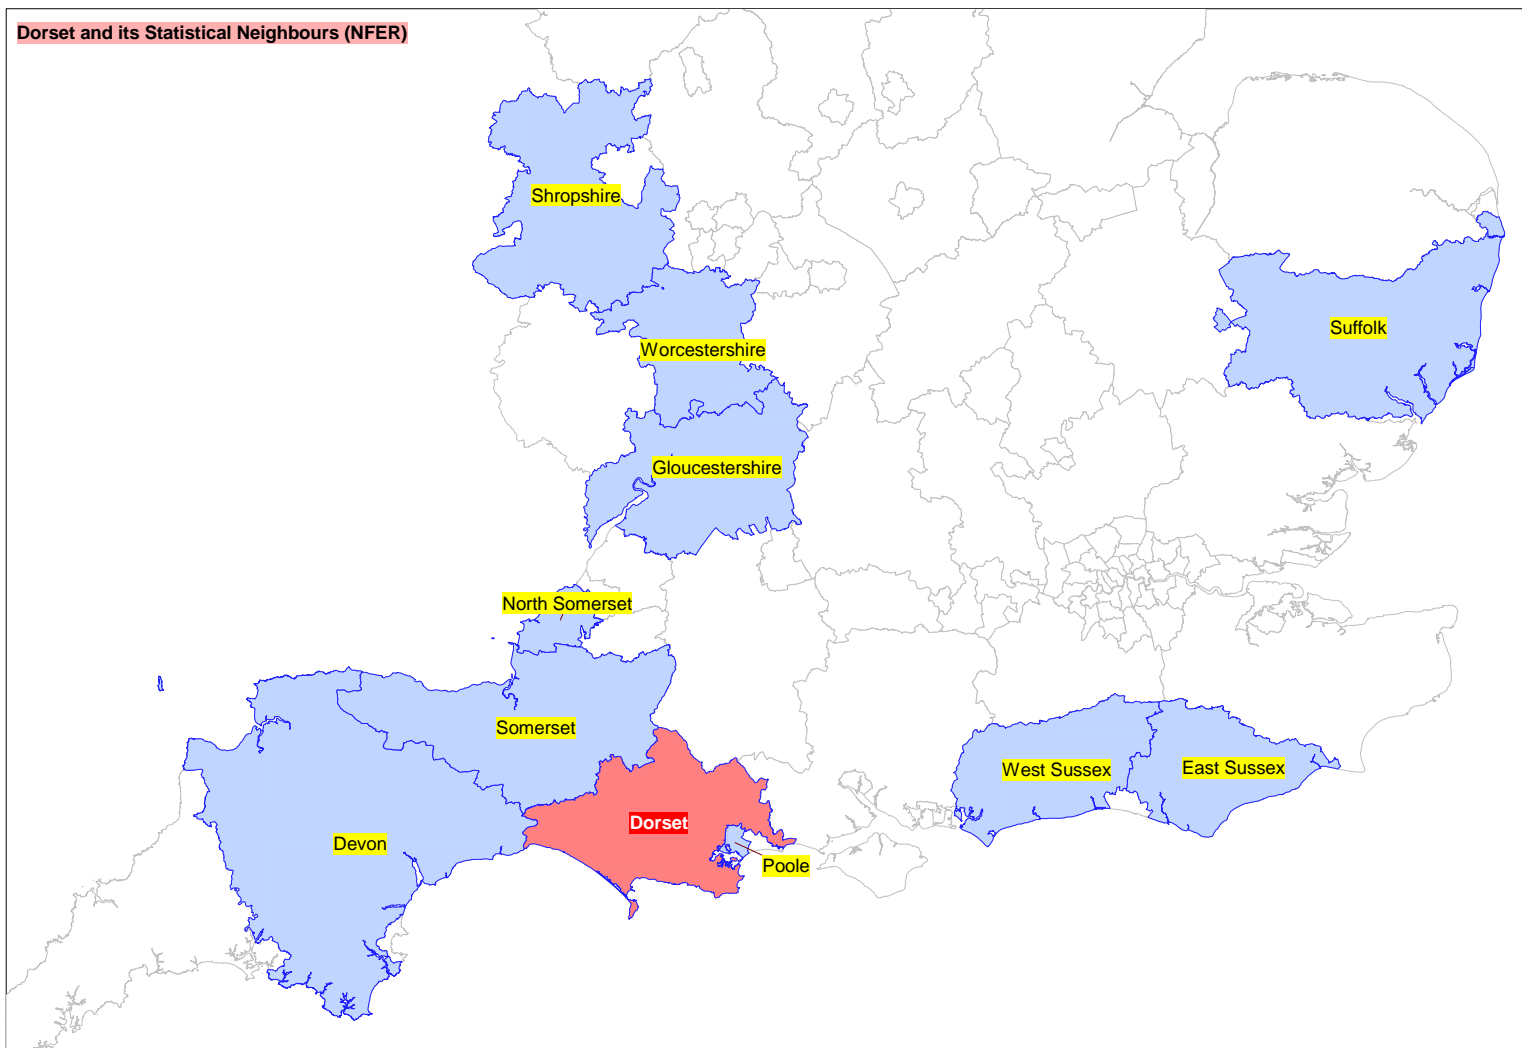 Dorset and its Statistical Neighbours (NFER)
Shropshire
Suffolk
Worcestershire
Gloucestershire
North Somerset
Somerset
West Sussex
East Sussex
Dorset
Devon
Poole